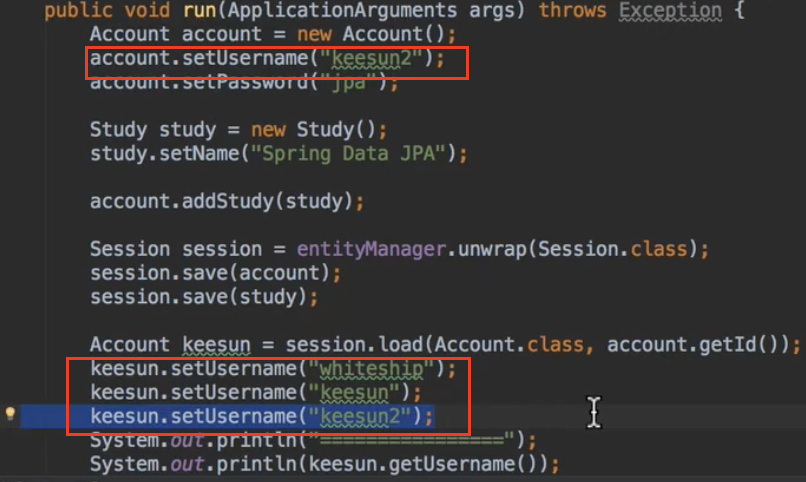 public void run(ApplicationArguments args) throws Exception {
Account account = new Account();
account.setUsername("keesun2");
account.setPassword("jpa");
Study study = new Study();
study.setName("Spring Data JPA");
account.addStudy(study);
Session session = entityManager.unwrap(Session.class);
session.save(account);
session.save(study);
Account keesun = session.load(Account.class, account.getId());
keesun.setUsername("whiteship");
keesun.setUsername("keesun");
keesun.setUsername("keesun2");
System.out.println("================");
System.out.println(keesun.getUsername());